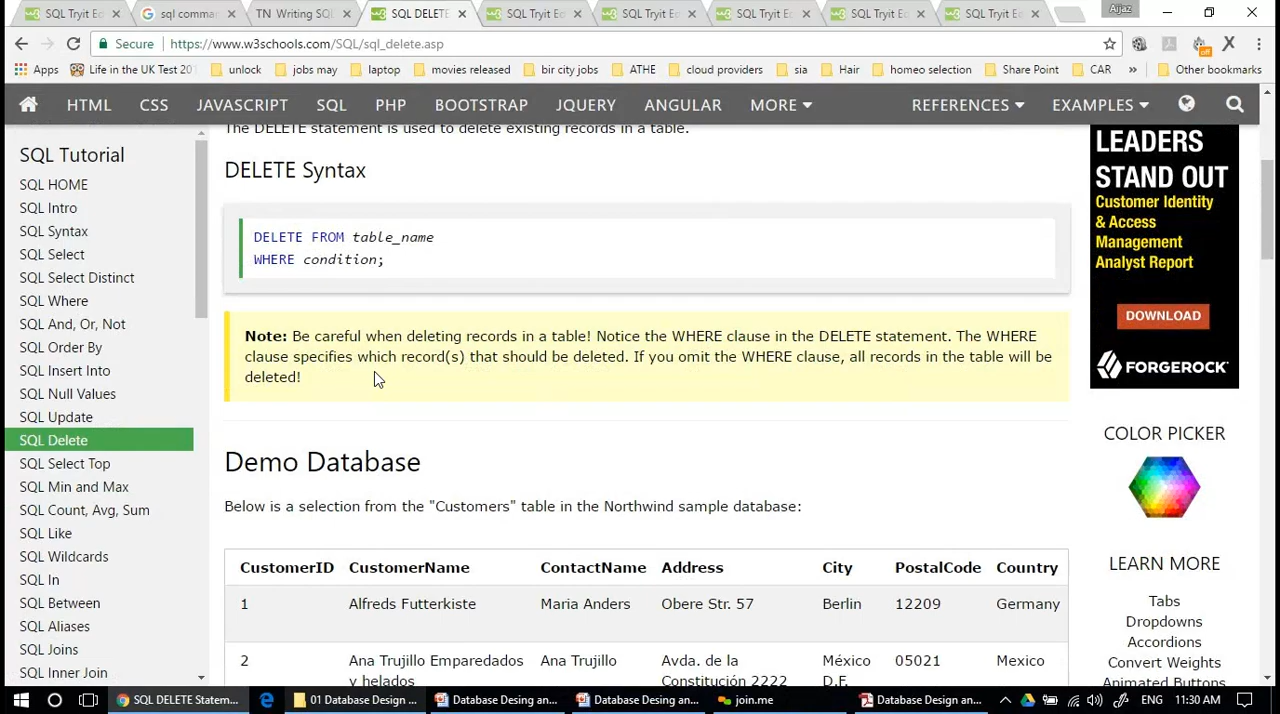 SQL Tryit Ed
sql comman
TN Writing SQL
SQL DELETE
SQL Tryit Ed
SQL Tryit Ed
SQL Tryit Ed
SQL Tryit Ed
SQL Tryit Ed
Aijaz
Secure https://www.w3schools.com/SQL/sql_delete.asp
Apps Life in the UK Test 201 unlock jobs may laptop movies released bir city jobs ATHE cloud providers sia Hair homeo selection Share Point CAR » Other bookmarks
off
HTML CSS JAVASCRIPT SQL PHP BOOTSTRAP JQUERY ANGULAR MORE REFERENCES EXAMPLES
SQL Tutorial
SQL HOME
SQL Intro
SQL Syntax
SQL Select
SQL Select Distinct
SQL Where
SQL And, Or, Not
SQL Order By
SQL Insert Into
SQL Null Values
SQL Update
SQL Delete
SQL Select Top
SQL Min and Max
SQL Count, Avg, Sum
SQL Like
SQL Wildcards
SQL In
SQL Between
SQL Aliases
SQL Joins
SQL Inner Join
The DELETE statement is used to delete existing records in a table.
DELETE Syntax
DELETE FROM table_name
WHERE condition;
Note: Be careful when deleting records in a table! Notice the WHERE clause in the DELETE statement. The WHERE
clause specifies which record(s) that should be deleted. If you omit the WHERE clause, all records in the table will be
deleted!
Demo Database
Below is a selection from the "Customers" table in the Northwind sample database:
CustomerID CustomerName ContactName Address City PostalCode Country
1 Alfreds Futterkiste Maria Anders Obere Str. 57 Berlin 12209 Germany
2 Ana Trujillo Emparedados Ana Trujillo Avda. de la México 05021 Mexico
y helados Constitución 2222 D.F.
LEADERS
STAND OUT
Customer Identity
& Access
Management
Analyst Report
DOWNLOAD
FORGEROCK
COLOR PICKER
LEARN MORE
Tabs
Dropdowns
Accordions
Convert Weights
Animated Buttons
SQL DELETE Statem...
01 Database Design ...
Database Desing an...
Database Desing an...
join.me
Database Desing an...
ENG 11:30 AM